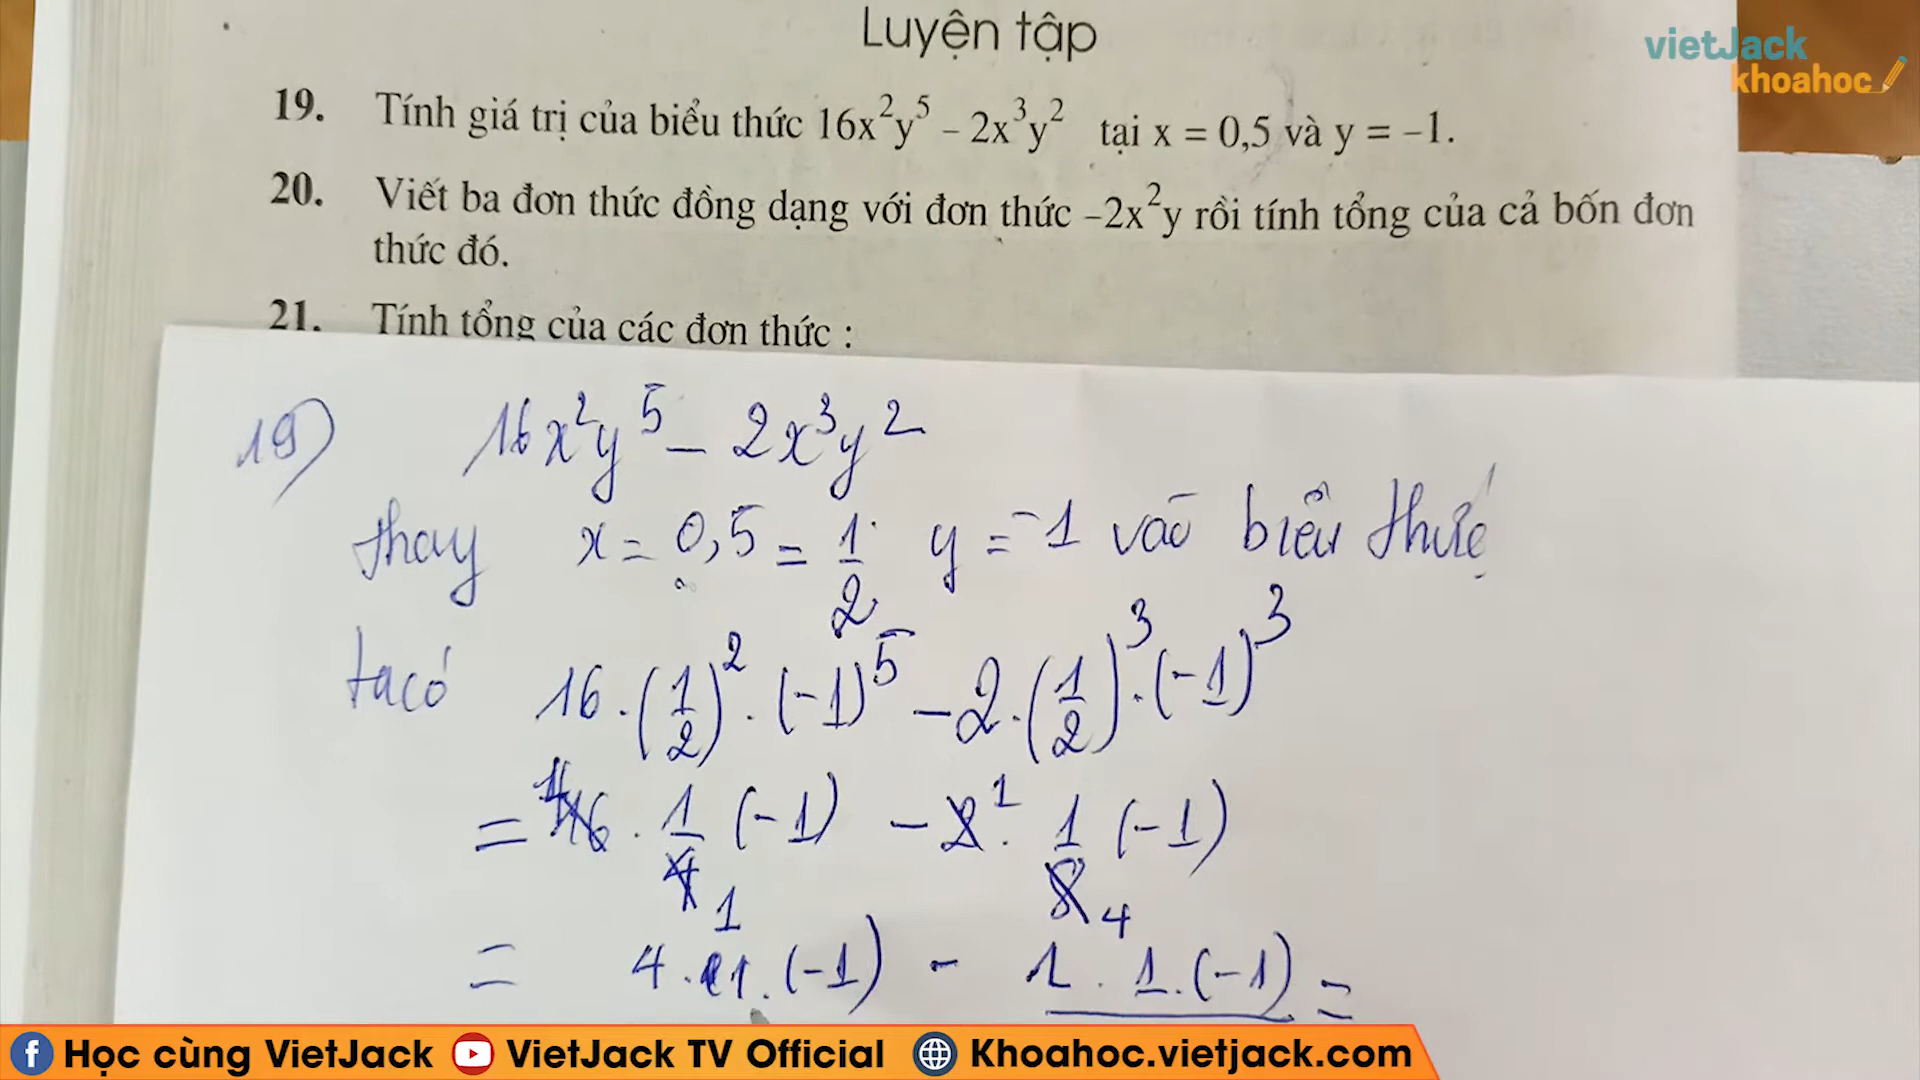 Luyện tập
vietJack
khoahoc
19. Tính giá trị của biểu thức 16x²y⁵ – 2x³y² tại x = 0,5 và y = –1.
20. Viết ba đơn thức đồng dạng với đơn thức –2x²y rồi tính tổng của cả bốn đơn
thức đó.
21. Tính tổng của các đơn thức :
19) 16x²y⁵ – 2x³y²
thay x = 0,5 = 1/2 y = -1 vào biểu thức
ta có 16 . (1/2)² . (-1)⁵ – 2 . (1/2)³ . (-1)³
= 16 . 1/4 (-1) – 2 . 1/8 (-1)
= 4 . 1 . (-1) – 1 . 1 . (-1) =
Học cùng VietJack VietJack TV Official Khoahoc.vietjack.com